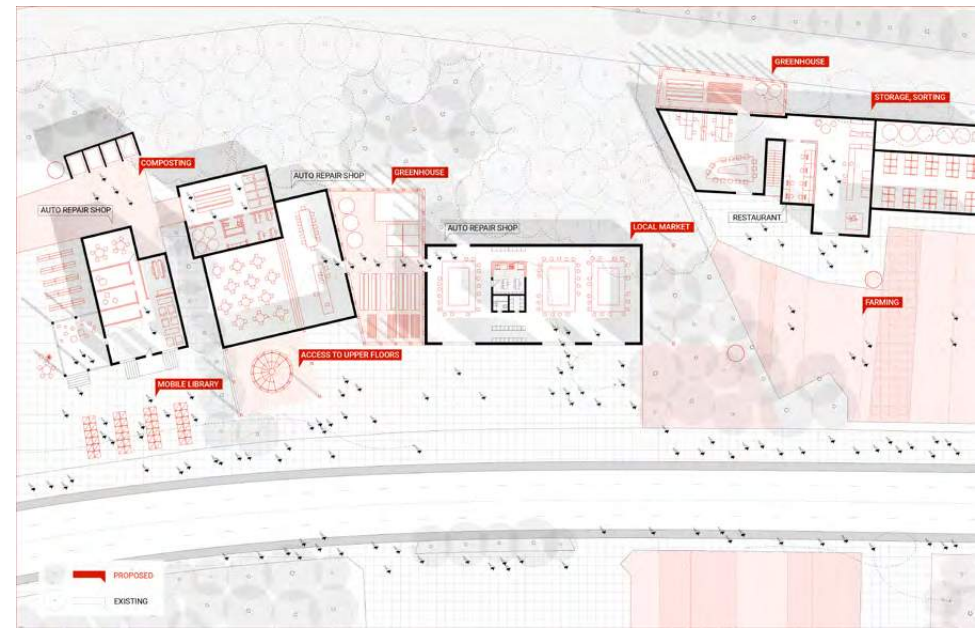 GREENHOUSE
STORAGE, SORTING
COMPOSTING
AUTO REPAIR SHOP
GREENHOUSE
AUTO REPAIR SHOP
RESTAURANT
AUTO REPAIR SHOP
LOCAL MARKET
FARMING
ACCESS TO UPPER FLOORS
MOBILE LIBRARY
PROPOSED
EXISTING